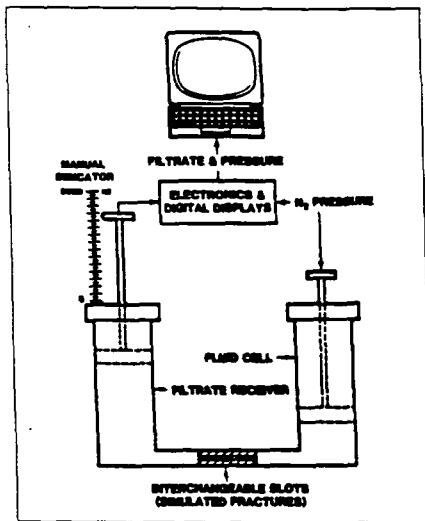 FILTRATE & PRESSURE
MANUAL
INDICATOR
ELECTRONICS &
DIGITAL DISPLAYS
N₂ PRESSURE
FLUID CELL
FILTRATE RECEIVER
INTERCHANGEABLE SLOTS
(SIMULATED FRACTURES)